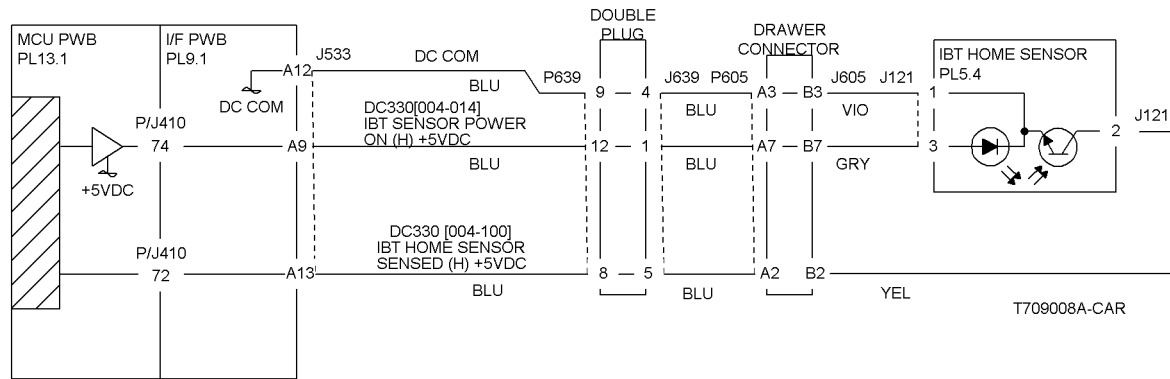 DOUBLE
PLUG
DRAWER
CONNECTOR
MCU PWB
PL13.1
I/F PWB
PL9.1
IBT HOME SENSOR
PL5.4
J533
DC COM
P639
J639
P605
J605
J121
A12
BLU
9
4
A3
B3
1
DC COM
BLU
VIO
2
J121
P/J410
DC330[004-014]
IBT SENSOR POWER
ON (H) +5VDC
74
A9
12
1
A7
B7
3
BLU
BLU
GRY
+5VDC
DC330 [004-100]
IBT HOME SENSOR
SENSED (H) +5VDC
P/J410
72
A13
8
5
A2
B2
BLU
BLU
YEL
T709008A-CAR